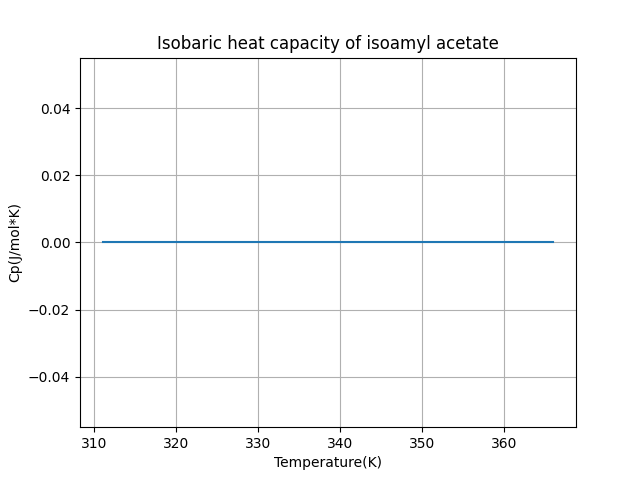 Isobaric heat capacity of isoamyl acetate
0.04
0.02
0.00
−0.02
−0.04
Cp(J/mol*K)
310 320 330 340 350 360
Temperature(K)